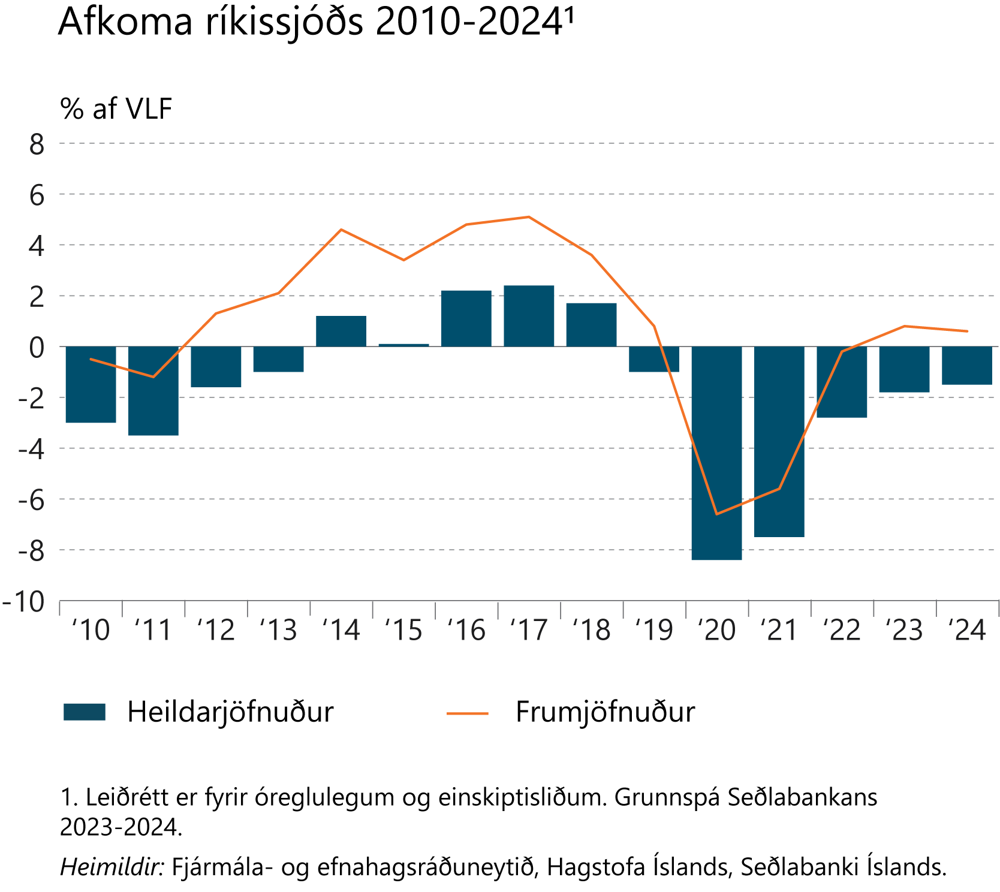 Afkoma ríkissjóðs 2010-2024¹
% af VLF
8
6
4
2
0
-2
-4
-6
-8
-10
‘10 ‘11 ‘12 ‘13 ‘14 ‘15 ‘16 ‘17 ‘18 ‘19 ‘20 ‘21 ‘22 ‘23 ‘24
Heildarjöfnuður Frumjöfnuður
1. Leiðrétt er fyrir óreglulegum og einskiptisliðum. Grunnspá Seðlabankans
2023-2024.
Heimildir: Fjármála- og efnahagsráðuneytið, Hagstofa Íslands, Seðlabanki Íslands.